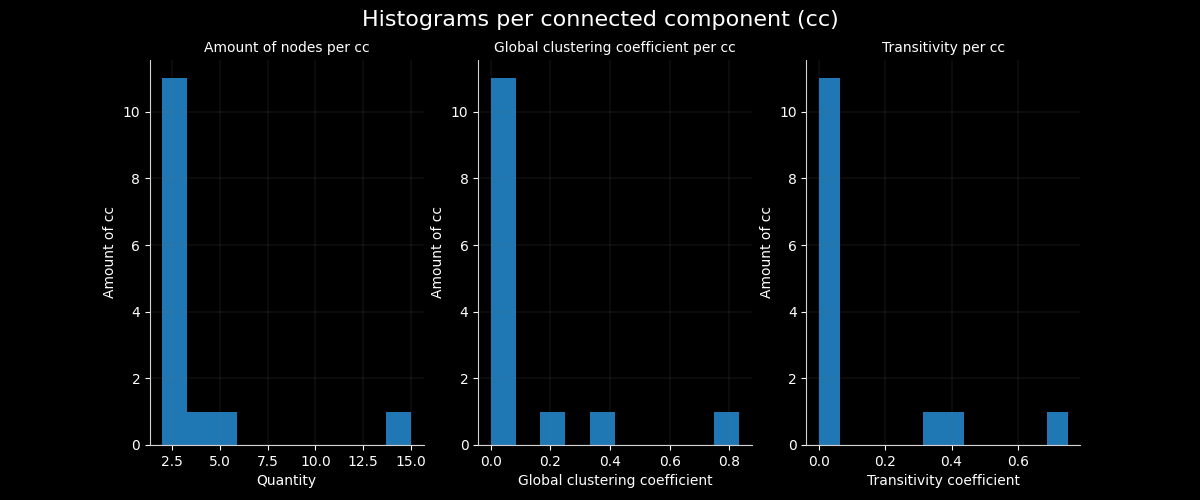 Histograms per connected component (cc)
Amount of nodes per cc
Amount of cc
10
8
6
4
2
0
2.5 5.0 7.5 10.0 12.5 15.0
Quantity
Global clustering coefficient per cc
Amount of cc
10
8
6
4
2
0
0.0 0.2 0.4 0.6 0.8
Global clustering coefficient
Transitivity per cc
Amount of cc
10
8
6
4
2
0
0.0 0.2 0.4 0.6
Transitivity coefficient